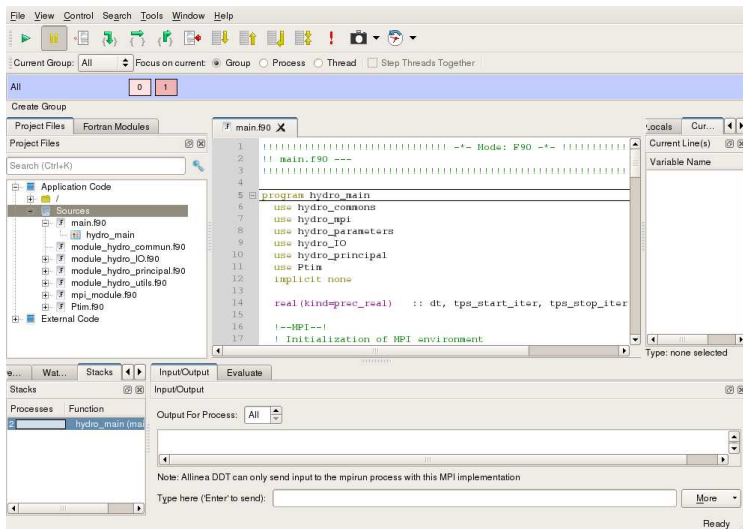 File View Control Search Tools Window Help
Current Group: All Focus on current: Group Process Thread Step Threads Together
All 0 1
Create Group
Project Files Fortran Modules
Project Files
Search (Ctrl+K)
Application Code
/
Sources
main.f90
hydro_main
module_hydro_commun.f90
module_hydro_IO.f90
module_hydro_principal.f90
module_hydro_utils.f90
mpi_module.f90
Ptim.f90
External Code
main.f90
1 !!!!!!!!!!!!!!!!!!!!!!!!!!!!!!! -*- Mode: F90 -*- !!!!!!!!!!!
2 !! main.f90 ---
3 !!!!!!!!!!!!!!!!!!!!!!!!!!!!!!!!!!!!!!!!!!!!!!!!!!!!!!!!!!!!
4
5 program hydro_main
6 use hydro_commons
7 use hydro_mpi
8 use hydro_parameters
9 use hydro_IO
10 use hydro_principal
11 use Ptim
12 implicit none
13
14 real(kind=prec_real) :: dt, tps_start_iter, tps_stop_iter
15
16 !--MPI--!
17 ! Initialization of MPI environment
Locals Cur...
Current Line(s)
Variable Name
Type: none selected
Wat... Stacks
Stacks
Processes Function
2 hydro_main (mai
Input/Output Evaluate
Input/Output
Output For Process: All
Note: Allinea DDT can only send input to the mpirun process with this MPI implementation
Type here ('Enter' to send): More
Ready